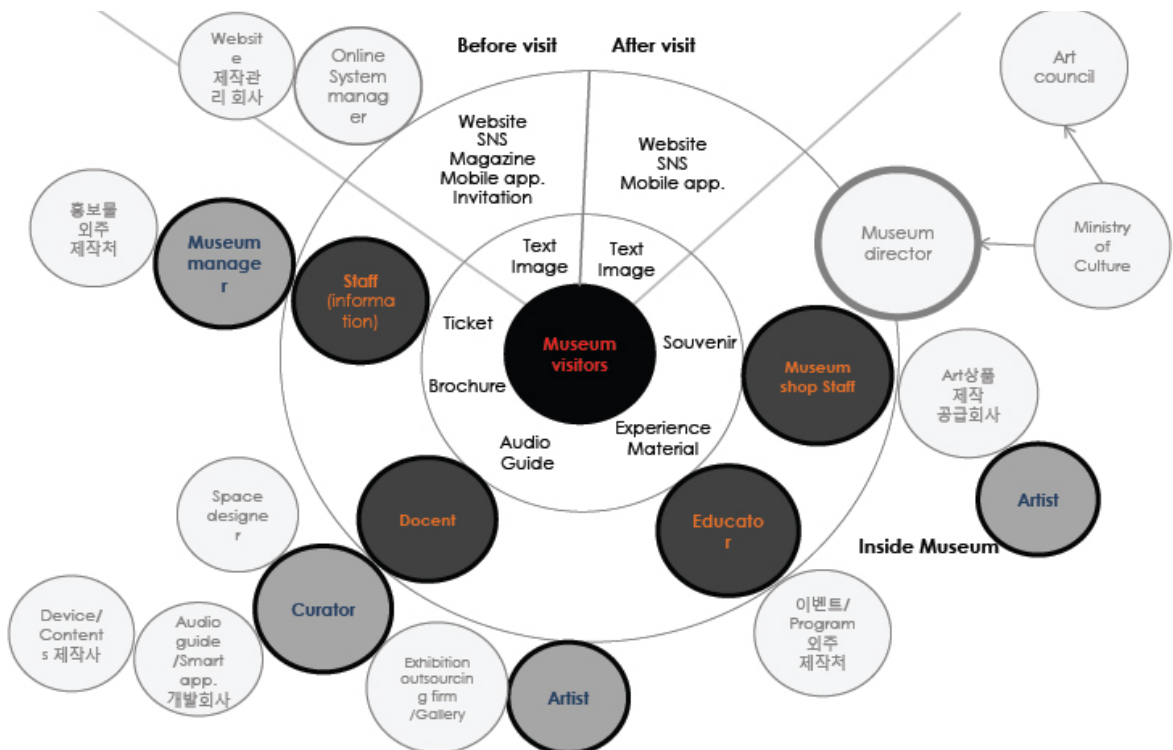 Before visit
After visit
Websit
e
제작관
리 회사
Online
System
manag
er
Art
council
Website
SNS
Magazine
Mobile app.
Invitation
Website
SNS
Mobile app.
홍보물
외주
제작처
Museum
manage
r
Staff
(informa
tion)
Text
Image
Text
Image
Museum
director
Ministry
of
Culture
Ticket
Museum
visitors
Souvenir
Brochure
Museum
shop Staff
Art상품
제작
공급회사
Audio
Guide
Experience
Material
Space
designe
r
Docent
Educato
r
Artist
Inside Museum
Device/
Conten
ts 제작사
Audio
guide
/Smart
app.
개발회사
Curator
Exhibition
outsourcin
g firm
/Gallery
Artist
이벤트/
Program
외주
제작처